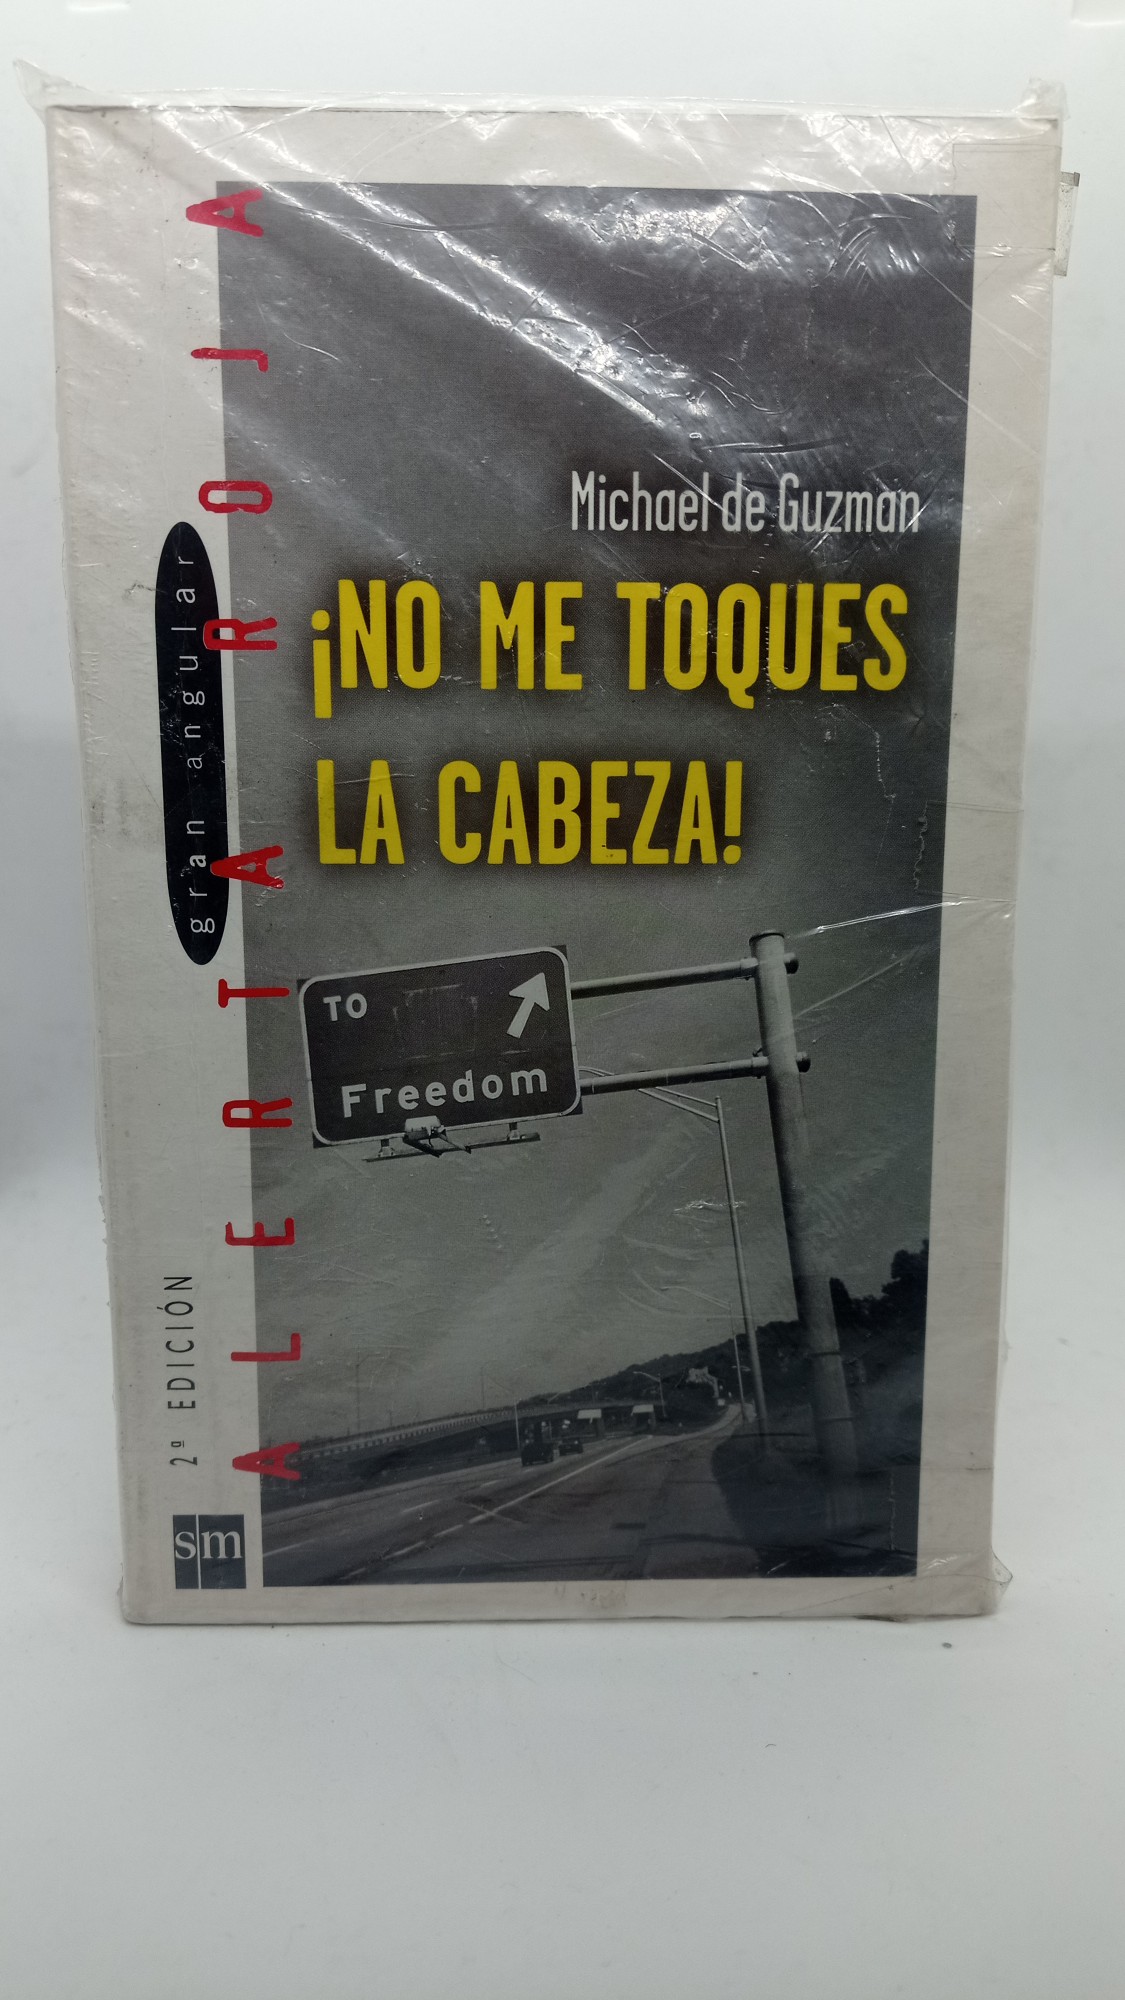 Michael de Guzman
¡NO ME TOQUES
LA CABEZA!
TO
Freedom
ALERTA ROJA
gran angular
2ª EDICIÓN
sm